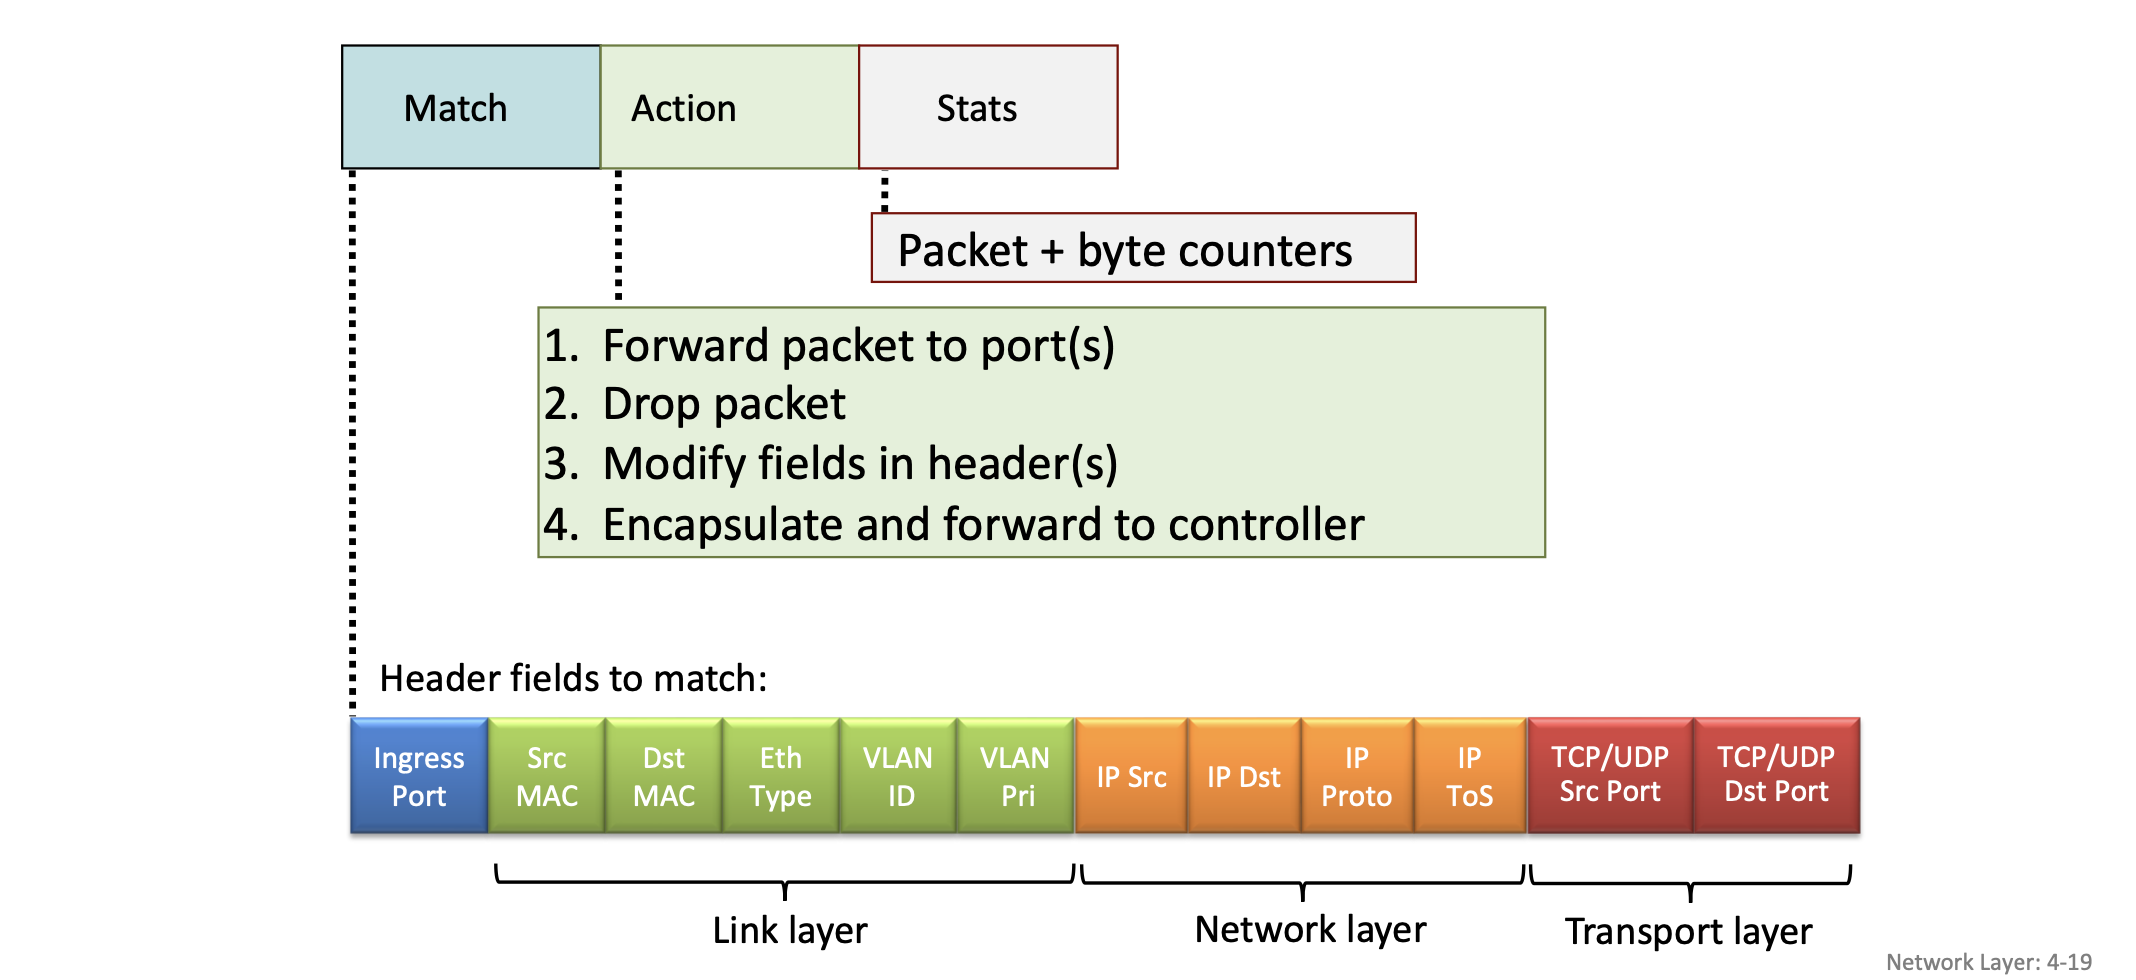 Match
Action
Stats
Packet + byte counters
1. Forward packet to port(s)
2. Drop packet
3. Modify fields in header(s)
4. Encapsulate and forward to controller
Header fields to match:
Ingress
Port
Src
MAC
Dst
MAC
Eth
Type
VLAN
ID
VLAN
Pri
IP Src
IP Dst
IP
Proto
IP
ToS
TCP/UDP
Src Port
TCP/UDP
Dst Port
Link layer
Network layer
Transport layer
Network Layer: 4-19